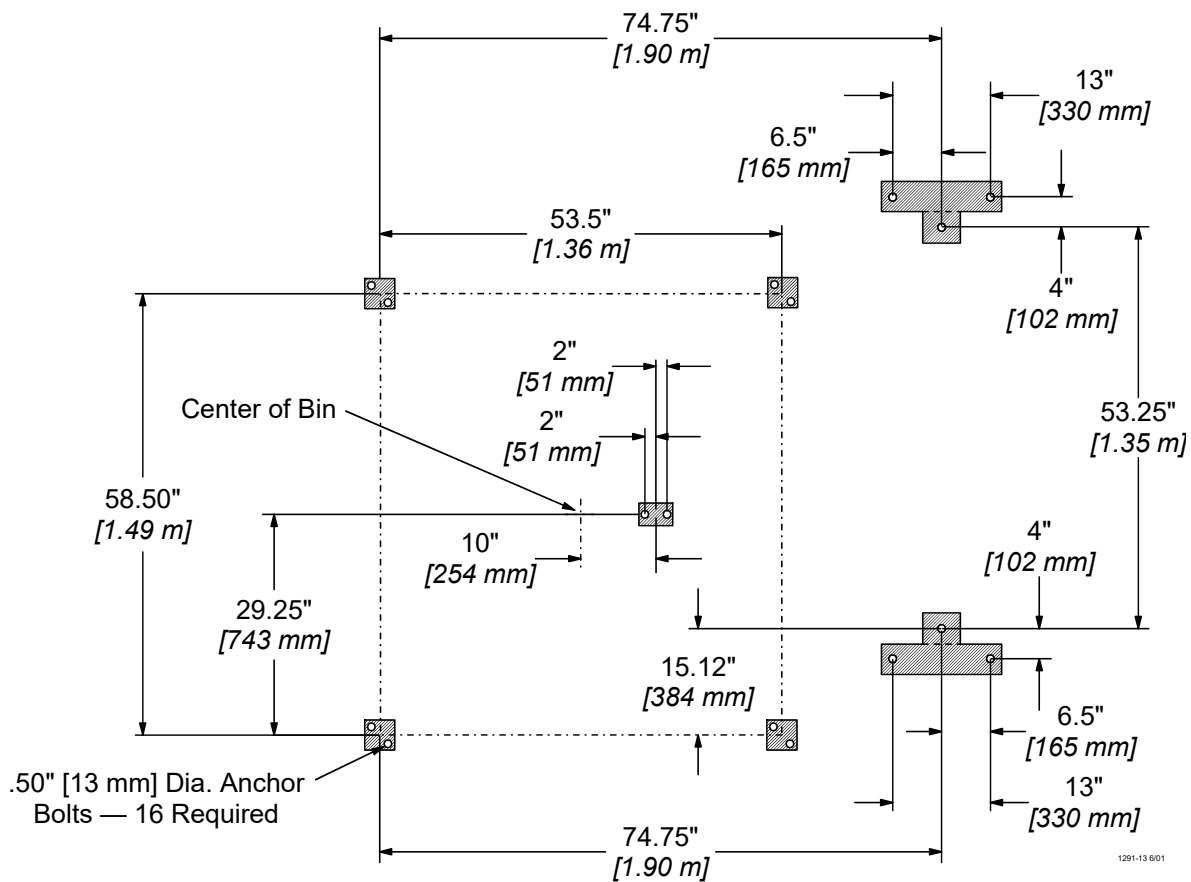 74.75"
[1.90 m]
13"
[330 mm]
6.5"
[165 mm]
53.5"
[1.36 m]
4"
[102 mm]
2"
[51 mm]
Center of Bin
2"
[51 mm]
53.25"
[1.35 m]
58.50"
[1.49 m]
10"
[254 mm]
4"
[102 mm]
29.25"
[743 mm]
15.12"
[384 mm]
6.5"
[165 mm]
.50" [13 mm] Dia. Anchor
Bolts — 16 Required
13"
[330 mm]
74.75"
[1.90 m]
1291-13 6/01